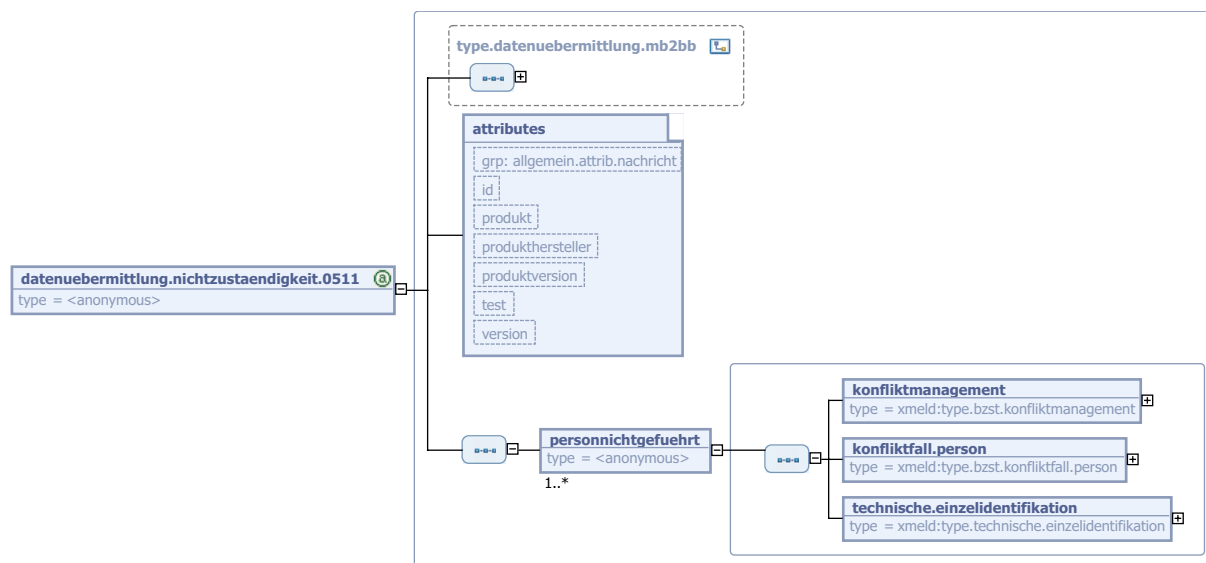 type.datenuebermittlung.mb2bb
attributes
grp: allgemein.attrib.nachricht
id
produkt
produkthersteller
produktversion
test
version
datenuebermittlung.nichtzustaendigkeit.0511 @
type = <anonymous>
personnichtgefuehrt
type = <anonymous>
1..*
konfliktmanagement
type = xmeld:type.bzst.konfliktmanagement
konfliktfall.person
type = xmeld:type.bzst.konfliktfall.person
technische.einzelidentifikation
type = xmeld:type.technische.einzelidentifikation